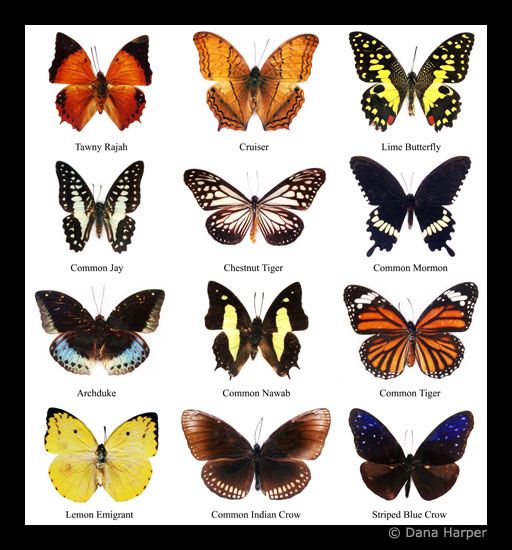 Tawny Rajah
Cruiser
Lime Butterfly
Common Jay
Chestnut Tiger
Common Mormon
Archduke
Common Nawab
Common Tiger
Lemon Emigrant
Common Indian Crow
Striped Blue Crow
© Dana Harper